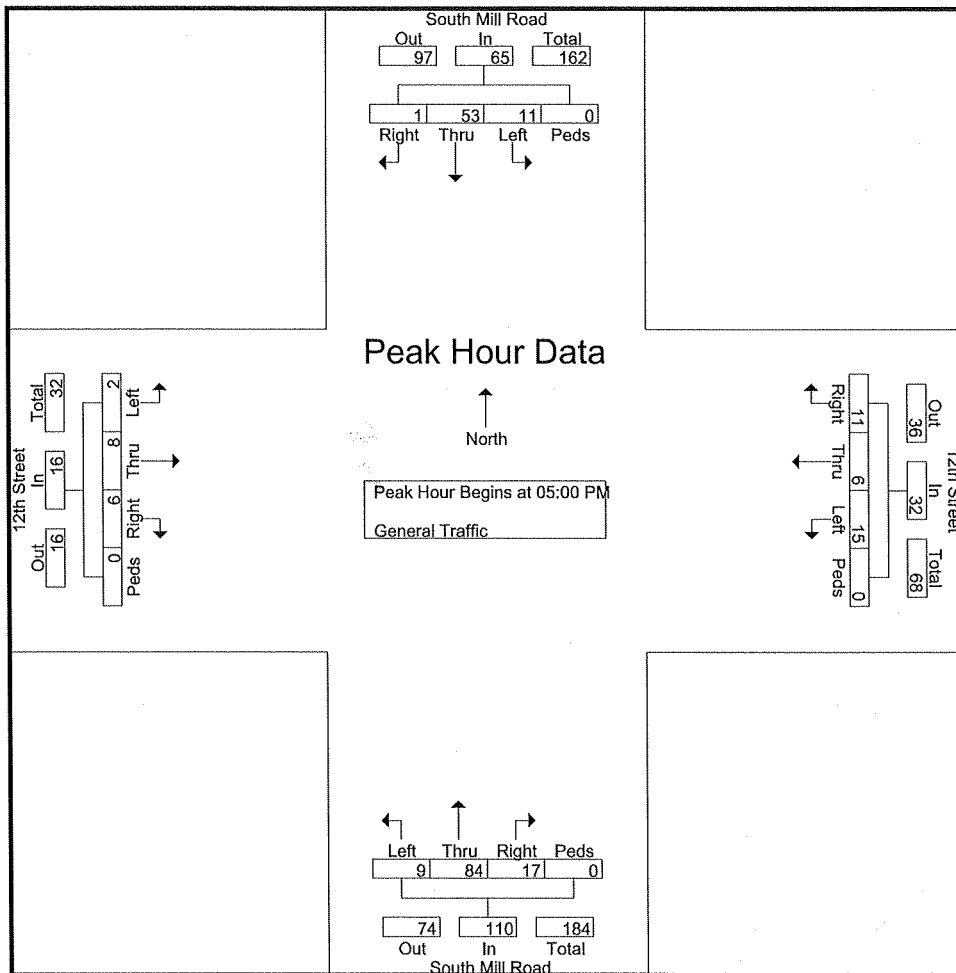 South Mill Road
Out In Total
97 65 162
1 53 11 0
Right Thru Left Peds
Peak Hour Data
North
Peak Hour Begins at 05:00 PM
General Traffic
12th Street
Out In Total
16 16 32
Left Thru Right Peds
2 8 6 0
12th Street
Out In Total
36 32 68
11 6 15 0
Right Thru Left Peds
Left Thru Right Peds
9 84 17 0
74 110 184
Out In Total
South Mill Road